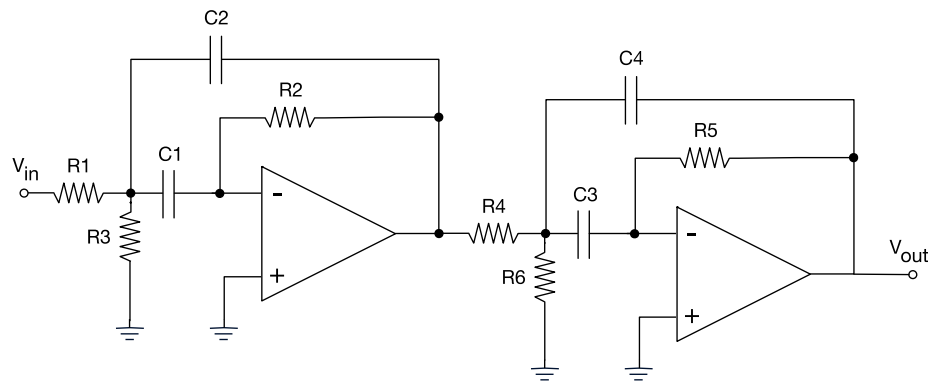 C2
C4
R2
R5
Vin
R1
C1
-
R4
C3
R3
-
Vout
R6
+
+